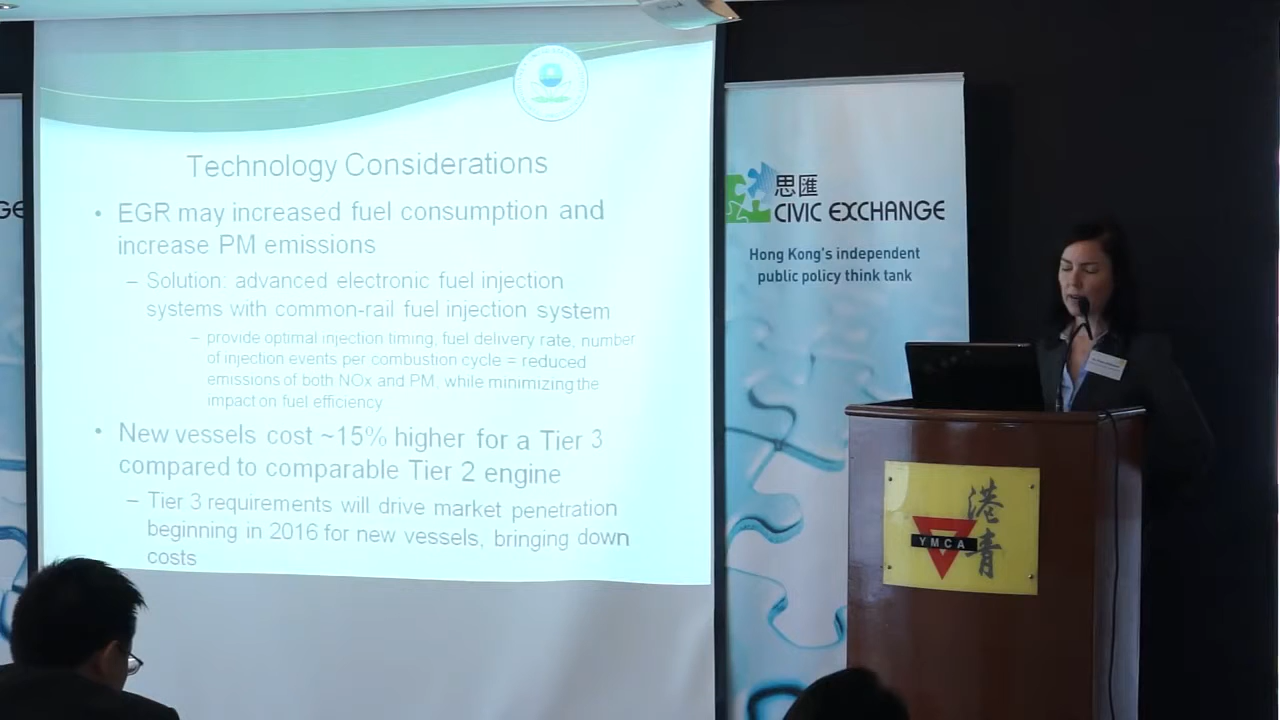 Technology Considerations
• EGR may increased fuel consumption and
increase PM emissions
– Solution: advanced electronic fuel injection
systems with common-rail fuel injection system
– provide optimal injection timing, fuel delivery rate, number
of injection events per combustion cycle = reduced
emissions of both NOx and PM, while minimizing the
impact on fuel efficiency
• New vessels cost ~15% higher for a Tier 3
compared to comparable Tier 2 engine
– Tier 3 requirements will drive market penetration
beginning in 2016 for new vessels, bringing down
costs
GE
思匯
CIVIC EXCHANGE
Hong Kong's independent
public policy think tank
港青
YMCA